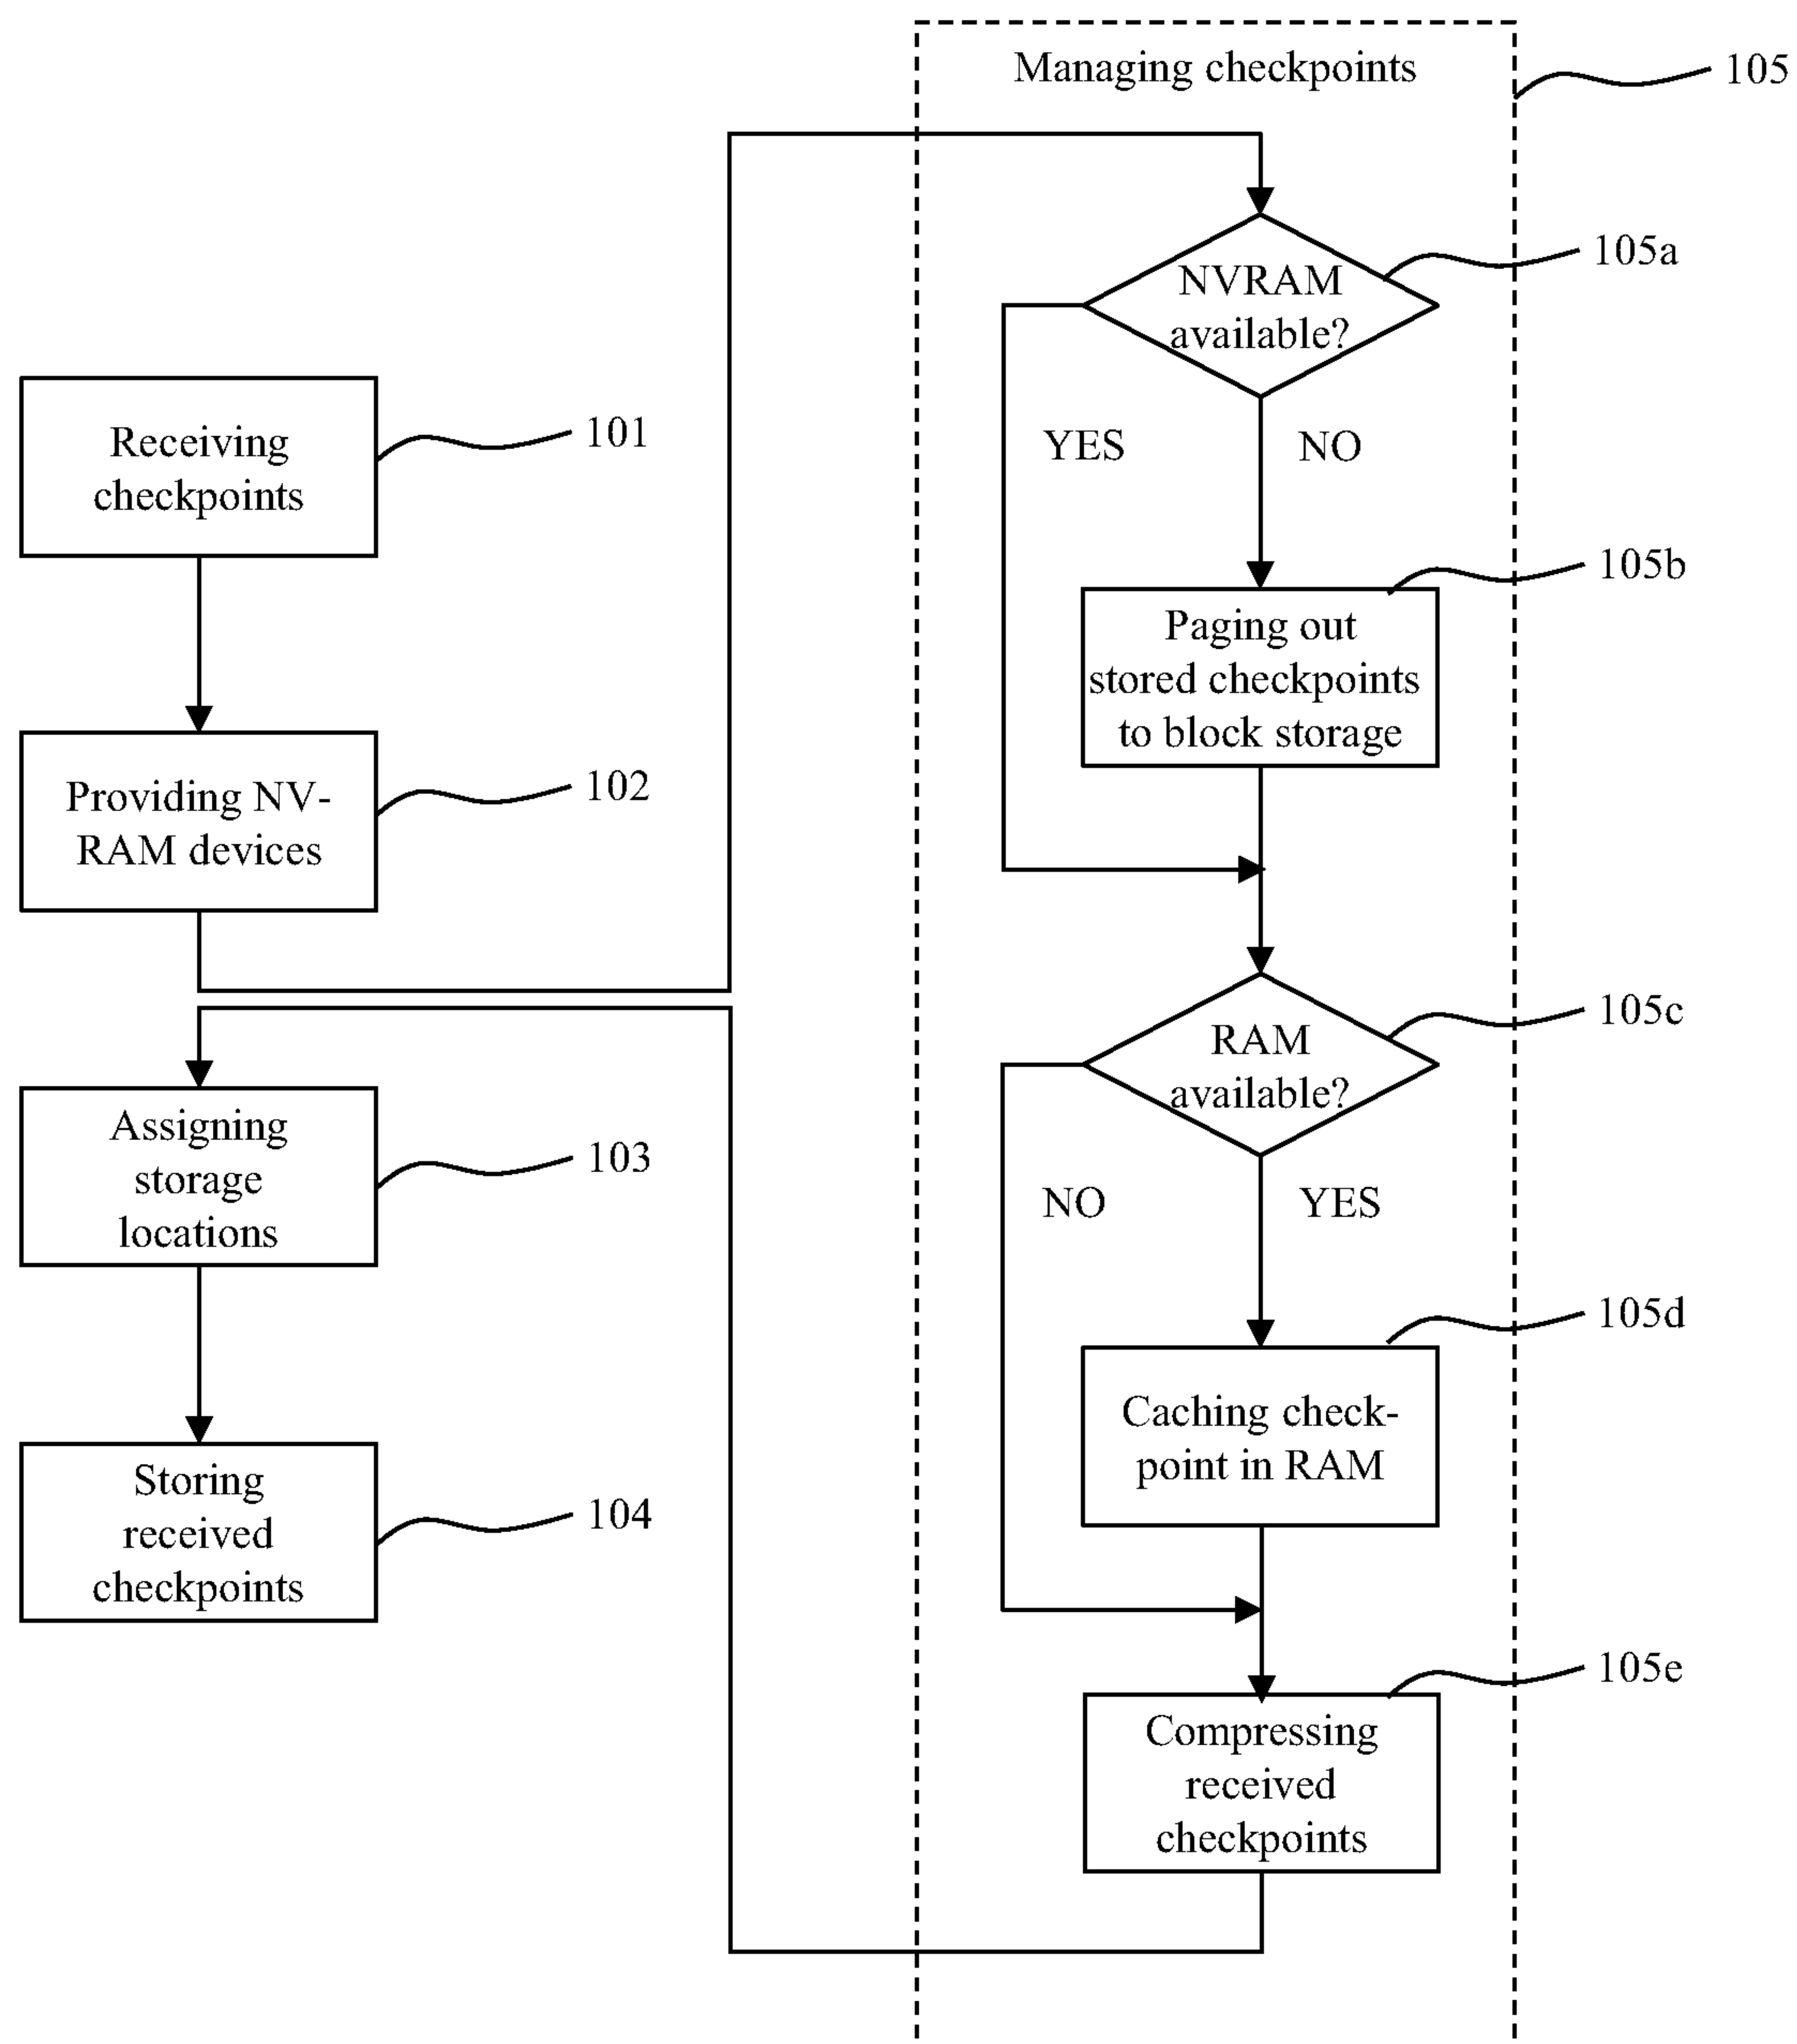 Managing checkpoints
105
NVRAM
available?
105a
YES
NO
Receiving
checkpoints
101
Paging out
stored checkpoints
to block storage
105b
Providing NV-
RAM devices
102
RAM
available?
105c
Assigning
storage
locations
103
NO
YES
Caching check-
point in RAM
105d
Storing
received
checkpoints
104
Compressing
received
checkpoints
105e